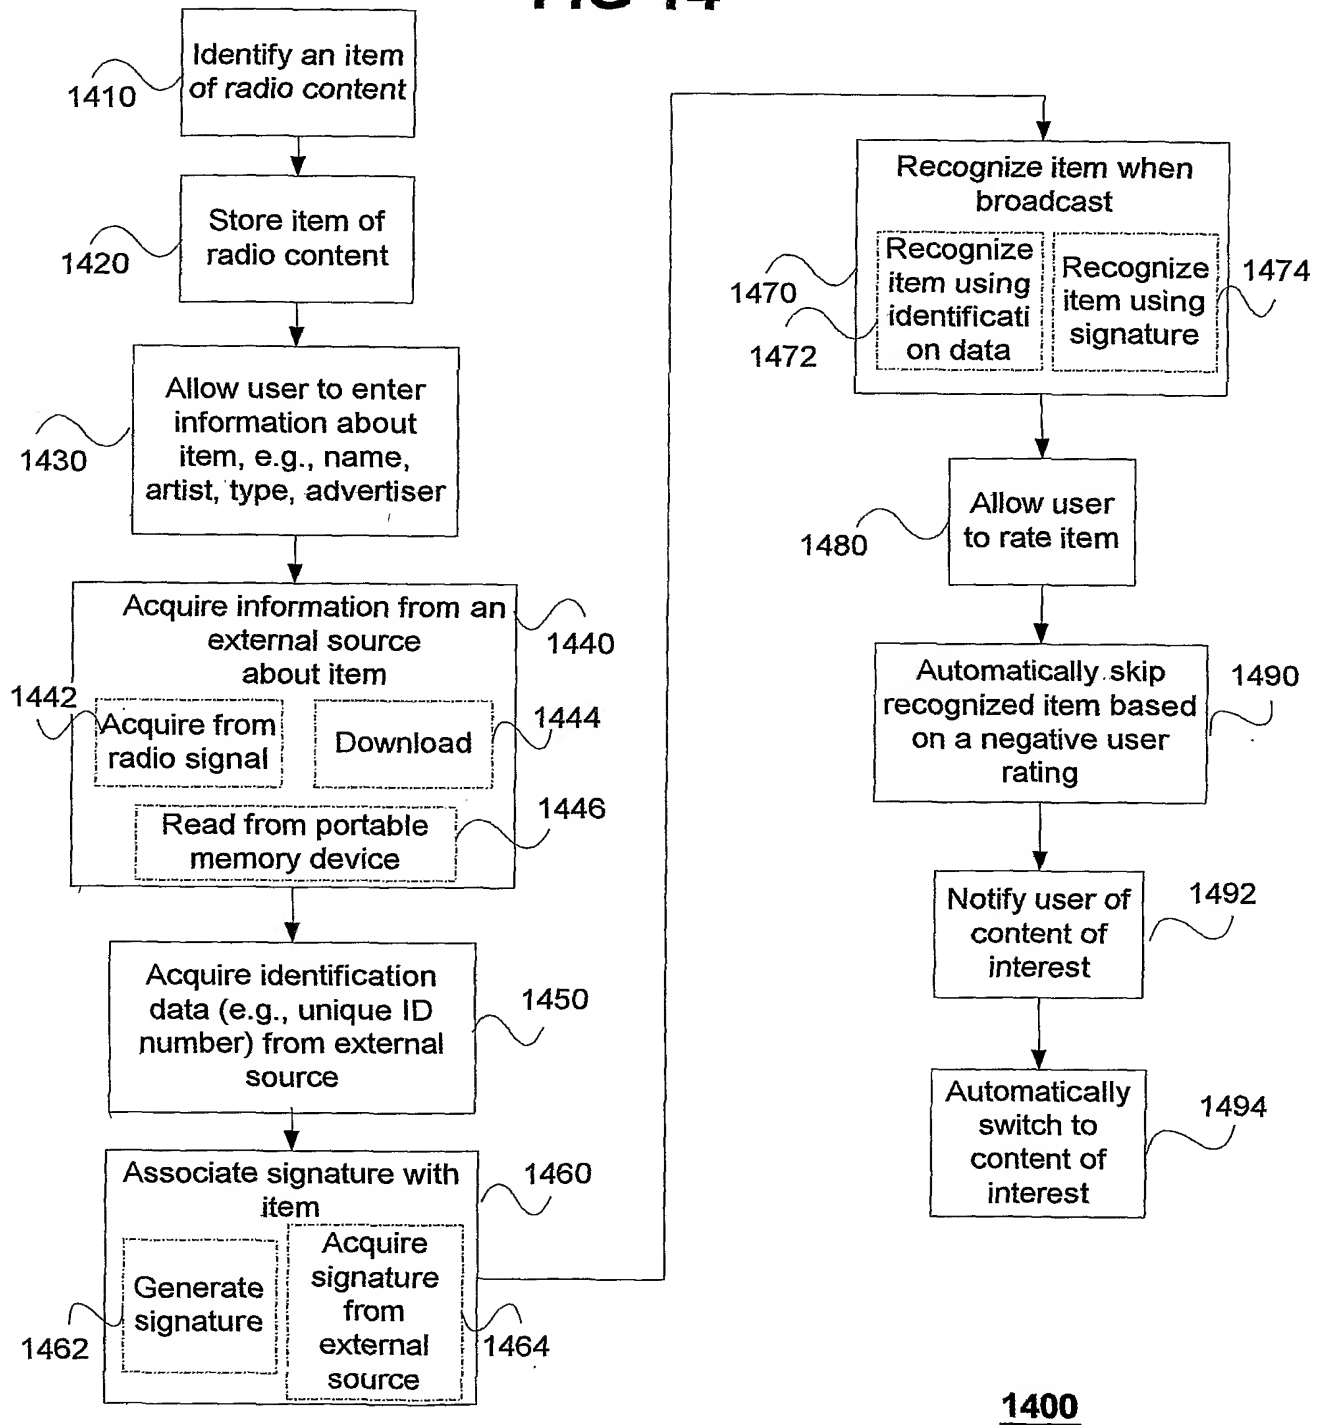 FIG 14
Identify an item
of radio content
1410
Store item of
radio content
1420
Allow user to enter
information about
item, e.g., name,
artist, type, advertiser
1430
Acquire information from an
external source
about item
1440
1442
Acquire from
radio signal
Download
1444
1446
Read from portable
memory device
Acquire identification
data (e.g., unique ID
number) from external
source
1450
Associate signature with
item
1460
Generate
signature
1462
Acquire
signature
from
external
source
1464
Recognize item when
broadcast
1470
Recognize
item using
identificati
on data
1472
Recognize
item using
signature
1474
Allow user
to rate item
1480
Automatically skip
recognized item based
on a negative user
rating
1490
Notify user of
content of
interest
1492
Automatically
switch to
content of
interest
1494
1400